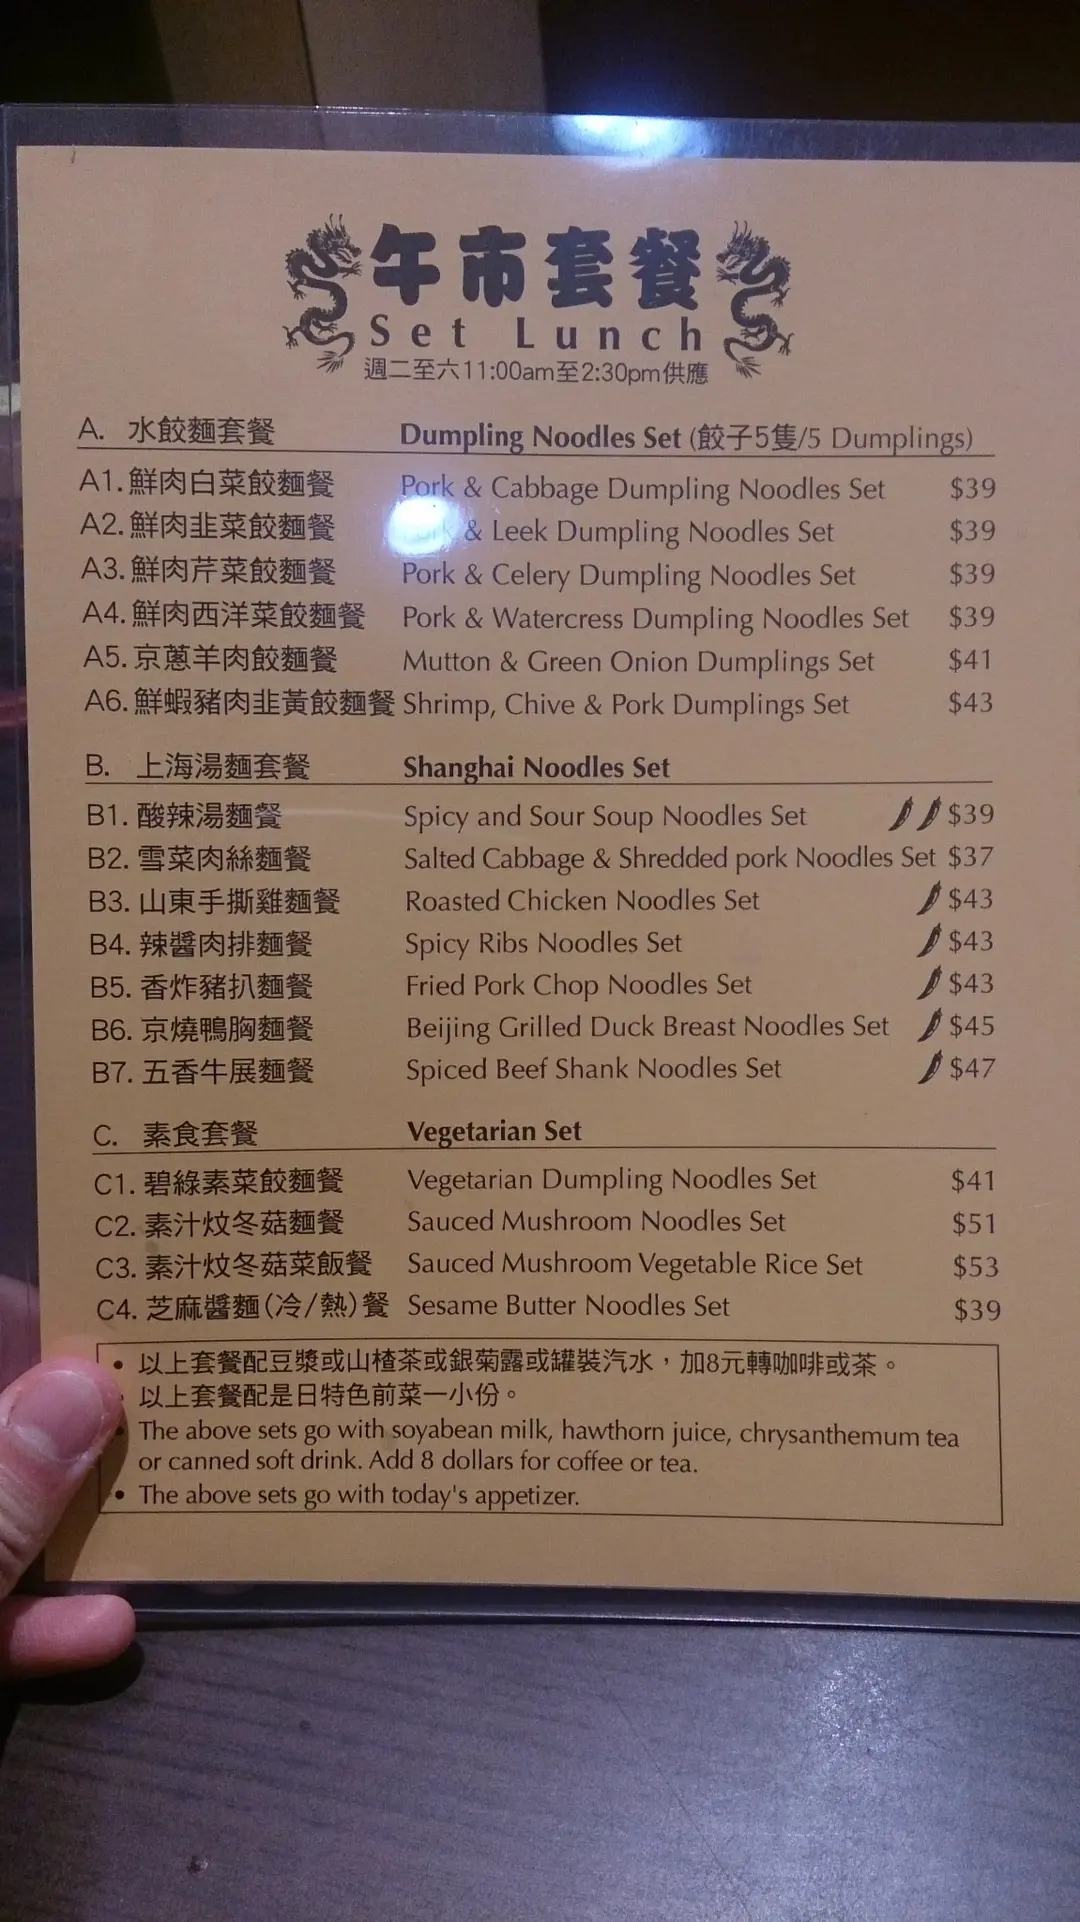 午市套餐
Set Lunch
週二至六11:00am至2:30pm供應
A. 水餃麵套餐 Dumpling Noodles Set (餃子5隻/5 Dumplings)
A1. 鮮肉白菜餃麵餐 Pork & Cabbage Dumpling Noodles Set $39
A2. 鮮肉韭菜餃麵餐 & Leek Dumpling Noodles Set $39
A3. 鮮肉芹菜餃麵餐 Pork & Celery Dumpling Noodles Set $39
A4. 鮮肉西洋菜餃麵餐 Pork & Watercress Dumpling Noodles Set $39
A5. 京蔥羊肉餃麵餐 Mutton & Green Onion Dumplings Set $41
A6. 鮮蝦豬肉韭黃餃麵餐 Shrimp, Chive & Pork Dumplings Set $43
B. 上海湯麵套餐 Shanghai Noodles Set
B1. 酸辣湯麵餐 Spicy and Sour Soup Noodles Set $39
B2. 雪菜肉絲麵餐 Salted Cabbage & Shredded pork Noodles Set $37
B3. 山東手撕雞麵餐 Roasted Chicken Noodles Set $43
B4. 辣醬肉排麵餐 Spicy Ribs Noodles Set $43
B5. 香炸豬扒麵餐 Fried Pork Chop Noodles Set $43
B6. 京燒鴨胸麵餐 Beijing Grilled Duck Breast Noodles Set $45
B7. 五香牛展麵餐 Spiced Beef Shank Noodles Set $47
C. 素食套餐 Vegetarian Set
C1. 碧綠素菜餃麵餐 Vegetarian Dumpling Noodles Set $41
C2. 素汁炆冬菇麵餐 Sauced Mushroom Noodles Set $51
C3. 素汁炆冬菇菜飯餐 Sauced Mushroom Vegetable Rice Set $53
C4. 芝麻醬麵(冷/熱)餐 Sesame Butter Noodles Set $39
• 以上套餐配豆漿或山楂茶或銀菊露或罐裝汽水，加8元轉咖啡或茶。
• 以上套餐配是日特色前菜一小份。
• The above sets go with soyabean milk, hawthorn juice, chrysanthemum tea
or canned soft drink. Add 8 dollars for coffee or tea.
• The above sets go with today's appetizer.